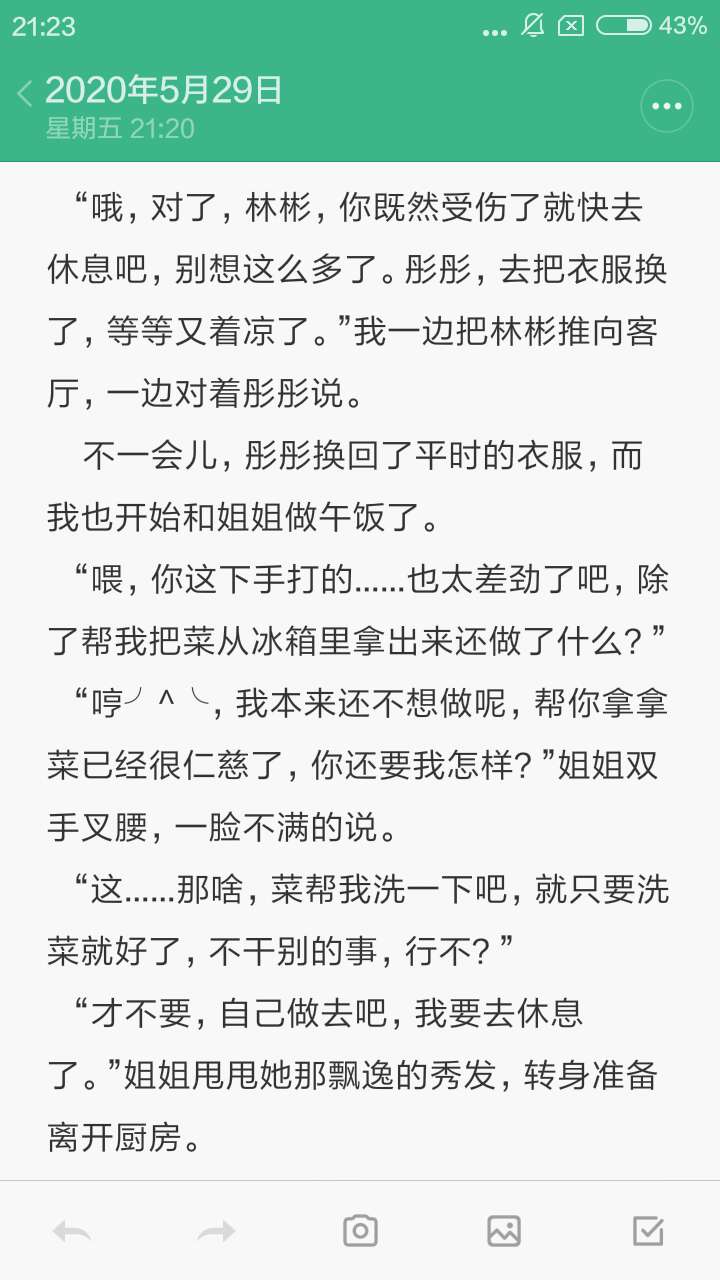 21:23
43%
2020年5月29日
星期五 21:20
“哦，对了，林彬，你既然受伤了就快去
休息吧，别想这么多了。彤彤，去把衣服换
了，等等又着凉了。”我一边把林彬推向客
厅，一边对着彤彤说。
不一会儿，彤彤换回了平时的衣服，而
我也开始和姐姐做午饭了。
“喂，你这下手打的……也太差劲了吧，除
了帮我把菜从冰箱里拿出来还做了什么？”
“哼╯^╰，我本来还不想做呢，帮你拿拿
菜已经很仁慈了，你还要我怎样？”姐姐双
手叉腰，一脸不满的说。
“这……那啥，菜帮我洗一下吧，就只要洗
菜就好了，不干别的事，行不？”
“才不要，自己做去吧，我要去休息
了。”姐姐甩甩她那飘逸的秀发，转身准备
离开厨房。